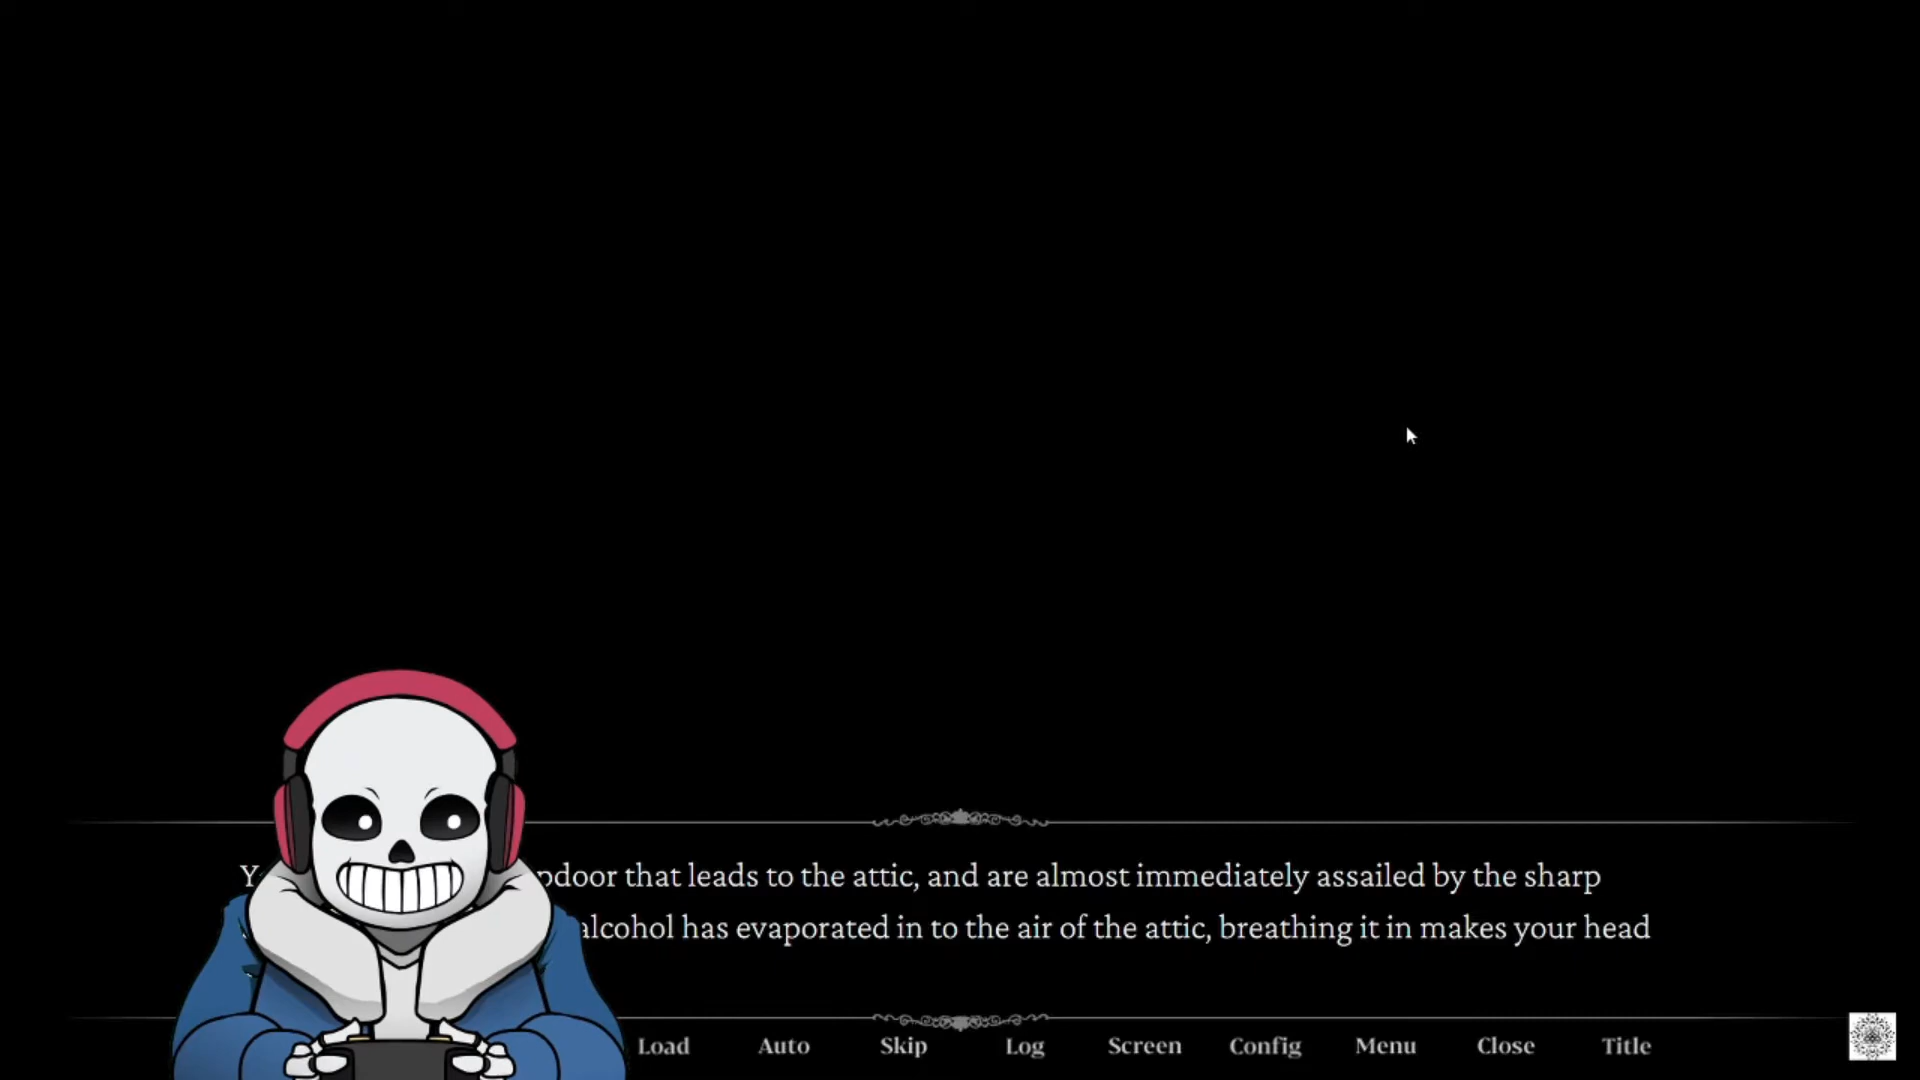 that leads to the attic, and are almost immediately assailed by the sharp
alcohol has evaporated in to the air of the attic, breathing it in makes your head
Load Auto Skip Log Screen Config Menu Close Title